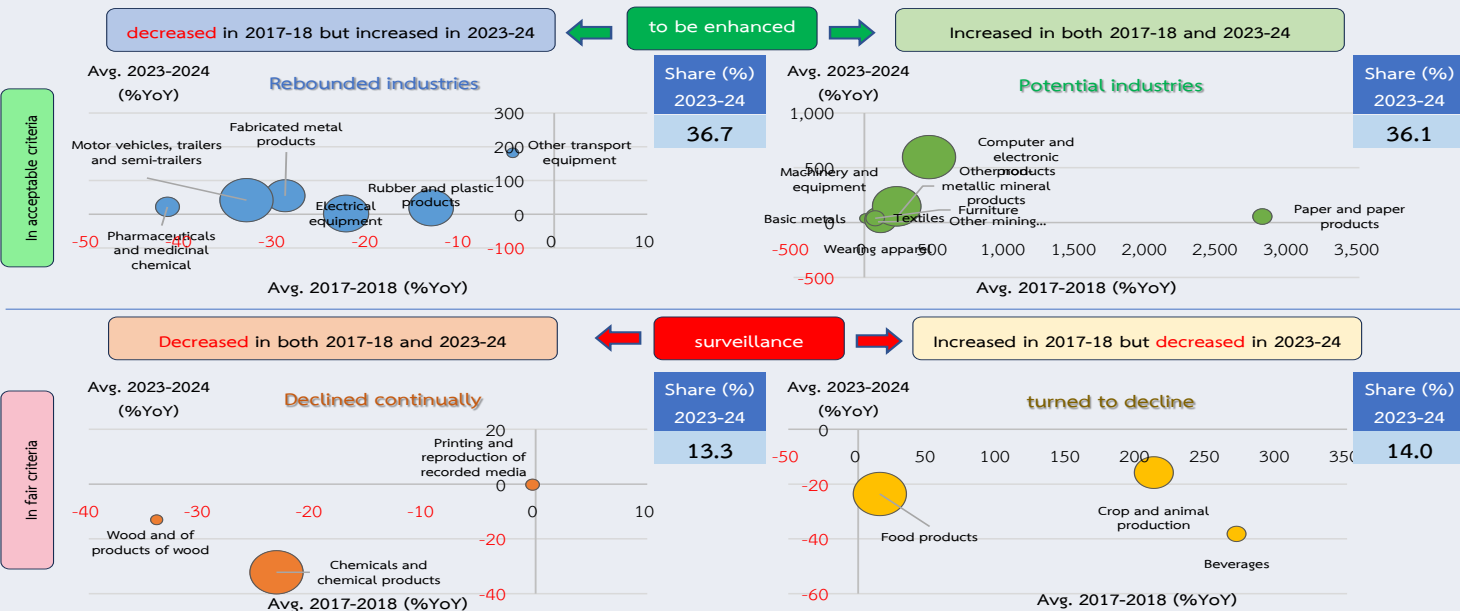 decreased in 2017-18 but increased in 2023-24
to be enhanced
Increased in both 2017-18 and 2023-24
In acceptable criteria
Avg. 2023-2024
(%YoY)
Rebounded industries
Share (%)
2023-24
36.7
300
200
100
0
-100
-50
-40
-30
-20
-10
0
10
Motor vehicles, trailers
and semi-trailers
Fabricated metal
products
Other transport
equipment
Rubber and plastic
products
Electrical
equipment
Pharmaceuticals
and medicinal
chemical
Avg. 2017-2018 (%YoY)
Avg. 2023-2024
(%YoY)
Potential industries
Share (%)
2023-24
36.1
1,000
500
0
-500
-500
0
500
1,000
1,500
2,000
2,500
3,000
3,500
Computer and
electronic
products
Machinery and
equipment
Other non-
metallic mineral
products
Furniture
Basic metals
Textiles
Other mining...
Wearing apparel
Paper and paper
products
Avg. 2017-2018 (%YoY)
Decreased in both 2017-18 and 2023-24
surveillance
Increased in 2017-18 but decreased in 2023-24
In fair criteria
Avg. 2023-2024
(%YoY)
Declined continually
Share (%)
2023-24
13.3
20
0
-20
-40
-40
-30
-20
-10
0
10
Printing and
reproduction of
recorded media
Wood and of
products of wood
Chemicals and
chemical products
Avg. 2017-2018 (%YoY)
Avg. 2023-2024
(%YoY)
turned to decline
Share (%)
2023-24
14.0
0
-20
-40
-60
-50
0
50
100
150
200
250
300
350
Food products
Crop and animal
production
Beverages
Avg. 2017-2018 (%YoY)